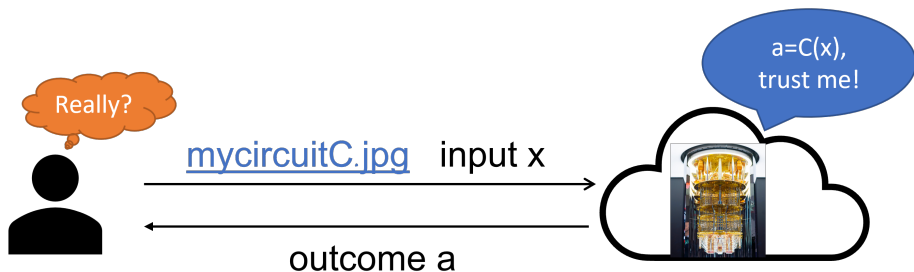 a=C(x),
trust me!
Really?
mycircuitC.jpg input x
outcome a